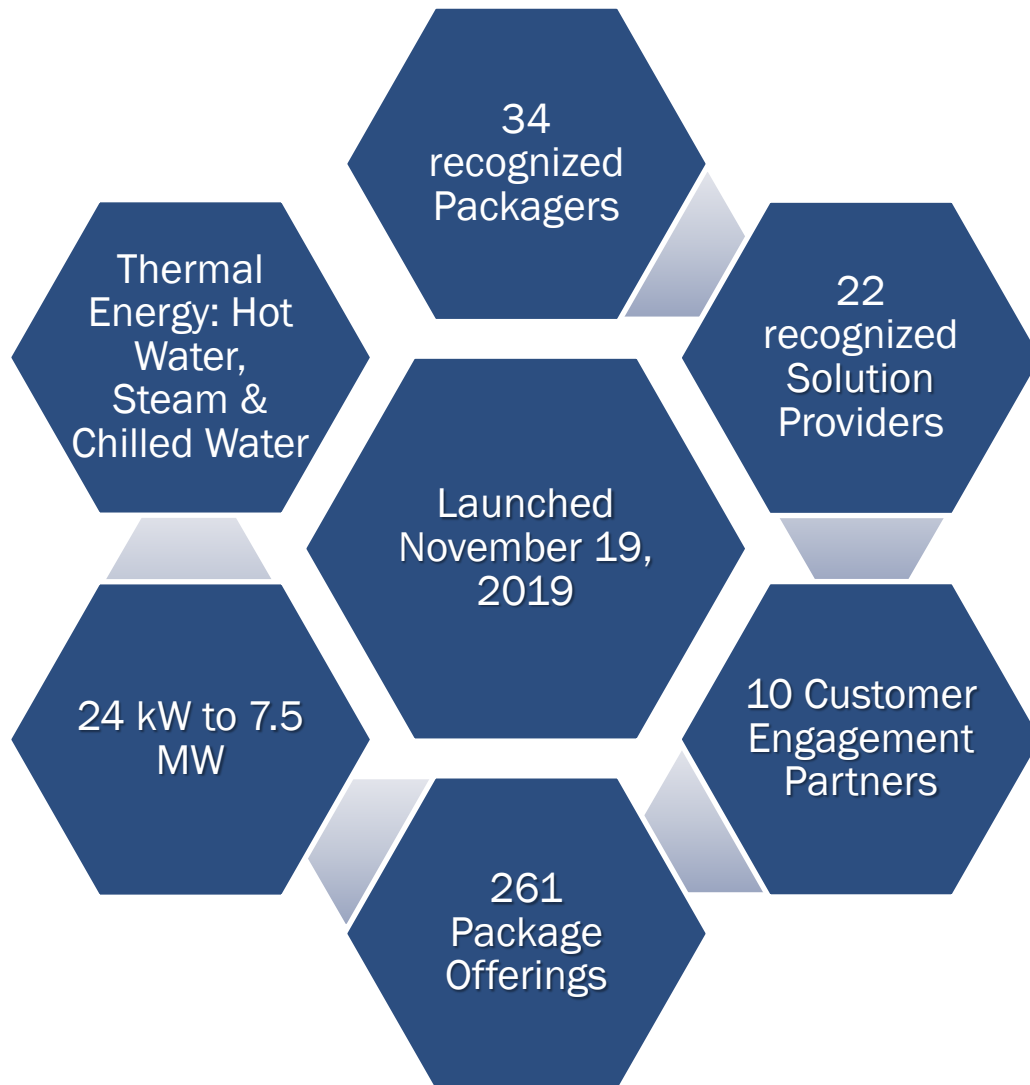 34
recognized
Packagers
22
recognized
Solution
Providers
10 Customer
Engagement
Partners
261
Package
Offerings
24 kW to 7.5
MW
Thermal
Energy: Hot
Water,
Steam &
Chilled Water
Launched
November 19,
2019